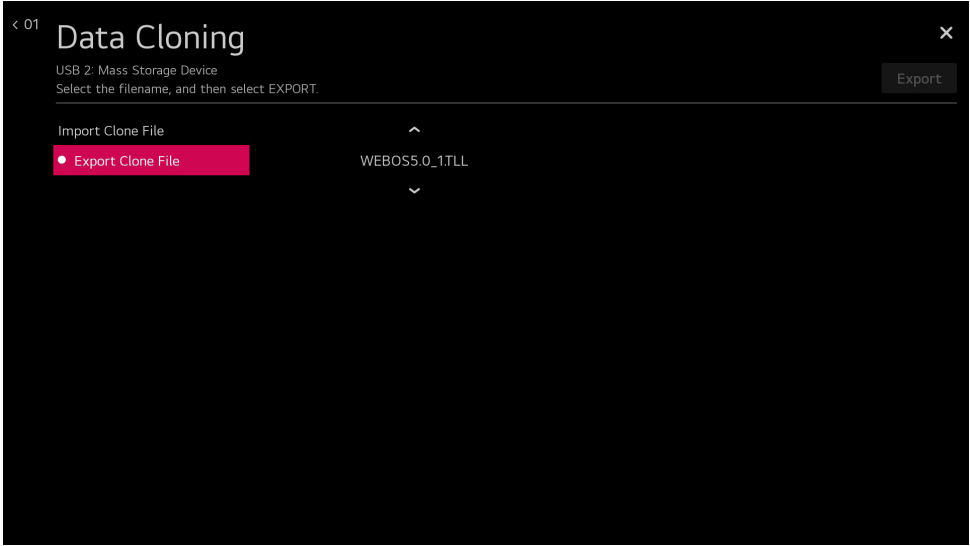 < 01
Data Cloning
USB 2: Mass Storage Device
Select the filename, and then select EXPORT.
Export
Import Clone File
Export Clone File
WEBOS5.0_1.TLL